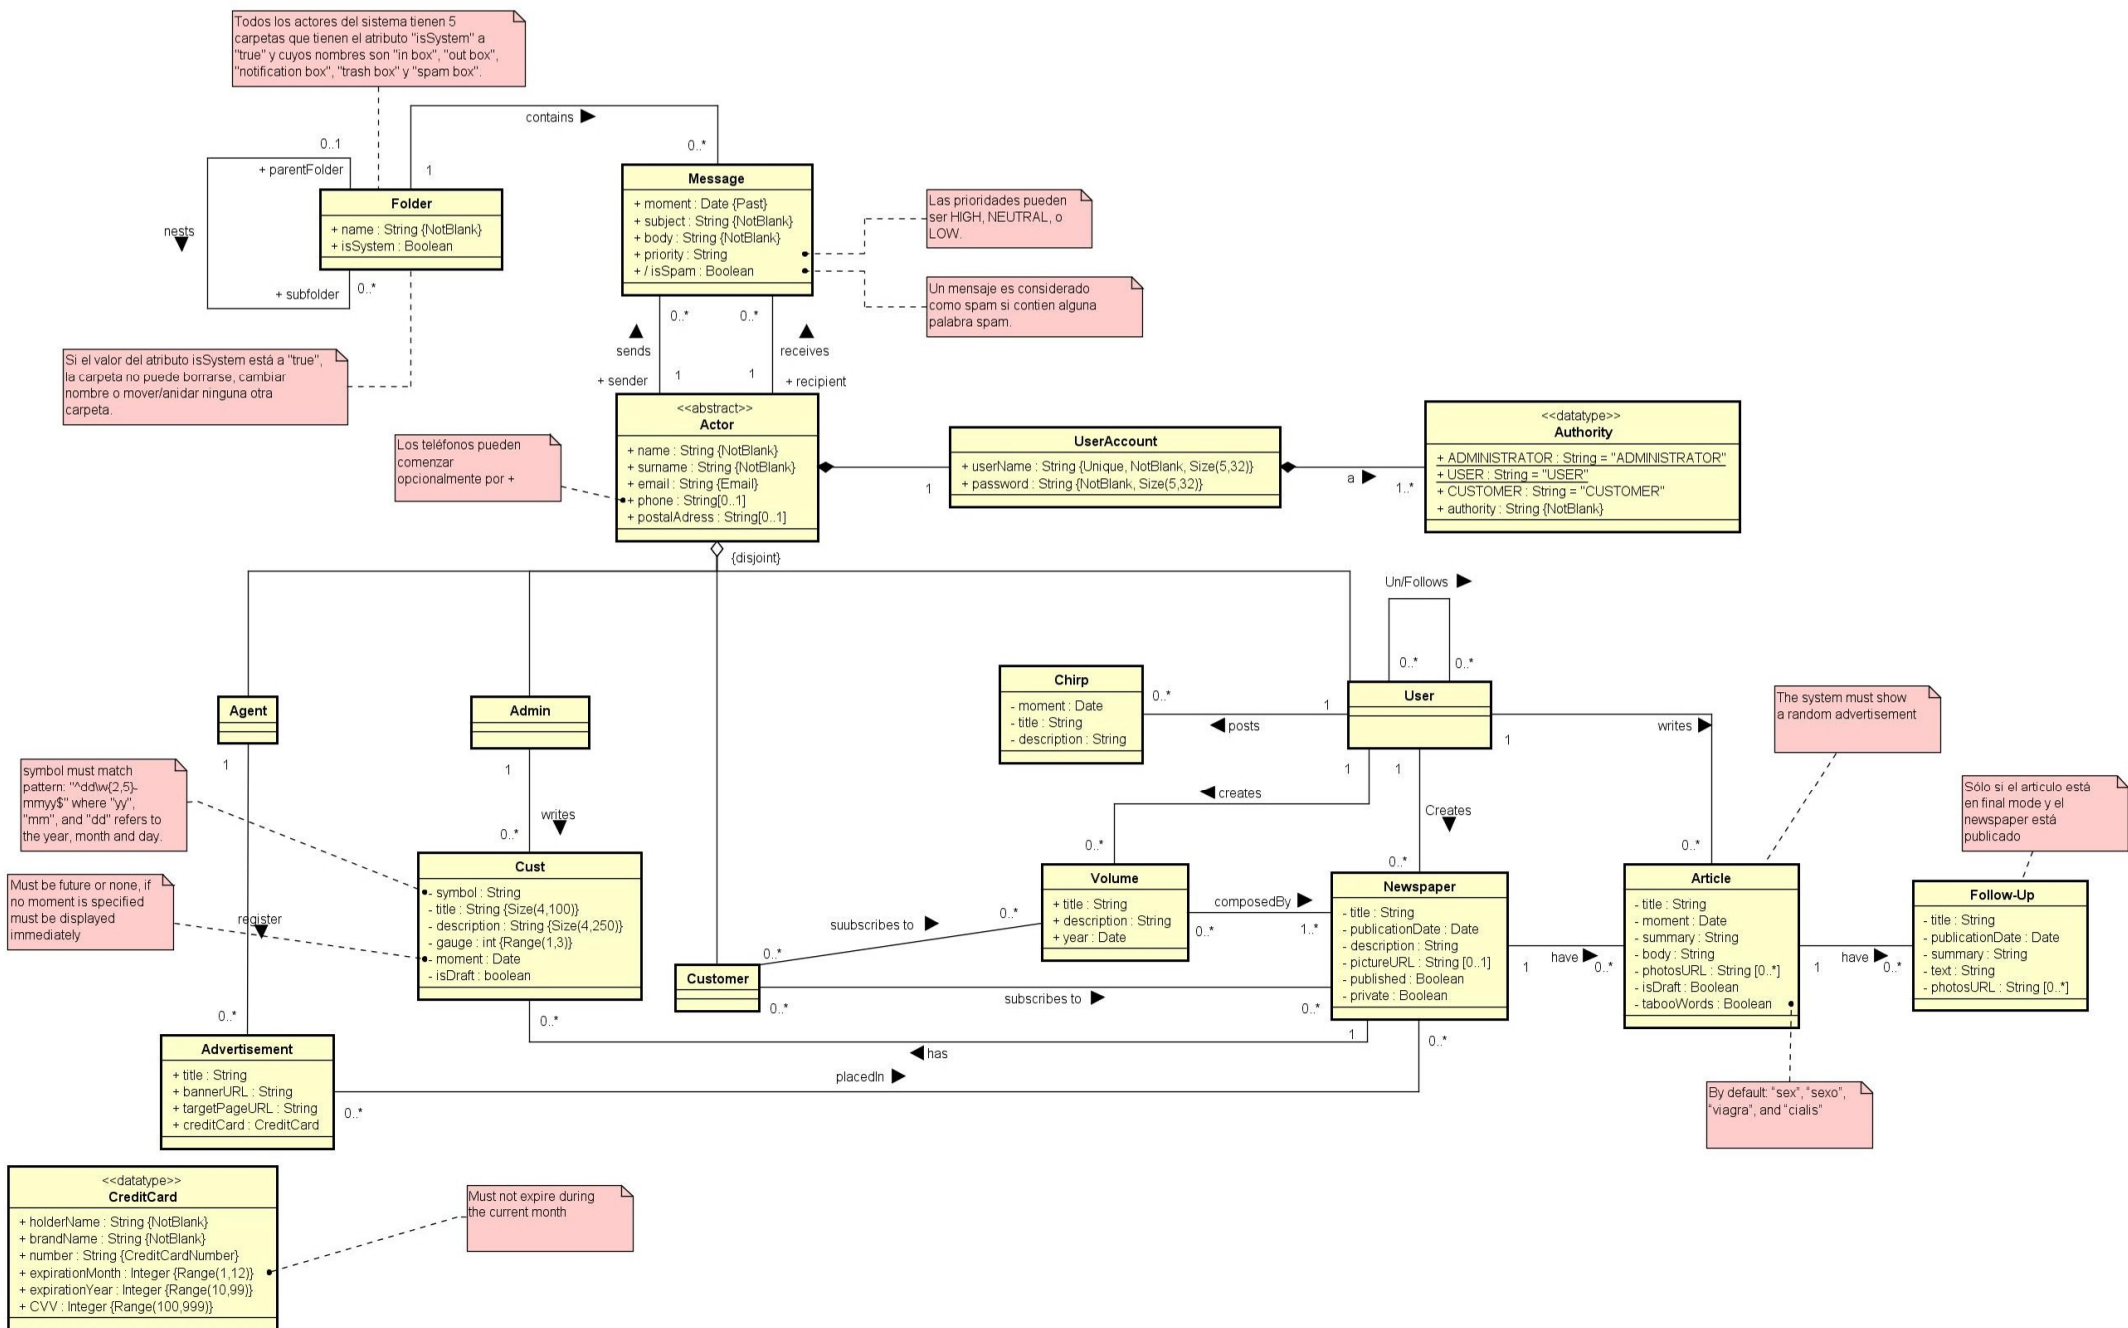 Todos los actores del sistema tienen 5
carpetas que tienen el atributo "isSystem" a
"true" y cuyos nombres son "in box", "out box",
"notification box", "trash box" y "spam box".
contains
0..1
0..*
+ parentFolder
1
nests
Folder
+ name : String {NotBlank}
+ isSystem : Boolean
+ subfolder
0..*
Message
+ moment : Date {Past}
+ subject : String {NotBlank}
+ body : String {NotBlank}
+ priority : String
+ / isSpam : Boolean
Las prioridades pueden
ser HIGH, NEUTRAL, o
LOW.
Un mensaje es considerado
como spam si contien alguna
palabra spam.
Si el valor del atributo isSystem está a "true",
la carpeta no puede borrarse, cambiar
nombre o mover/anidar ninguna otra
carpeta.
0..*
0..*
sends
receives
+ sender
1
1
+ recipient
Los teléfonos pueden
comenzar
opcionalmente por +
<<abstract>>
Actor
+ name : String {NotBlank}
+ surname : String {NotBlank}
+ email : String {Email}
+ phone : String[0..1]
+ postalAdress : String[0..1]
1
UserAccount
+ userName : String {Unique, NotBlank, Size(5,32)}
+ password : String {NotBlank, Size(5,32)}
a
1..*
<<datatype>>
Authority
+ ADMINISTRATOR : String = "ADMINISTRATOR"
+ USER : String = "USER"
+ CUSTOMER : String = "CUSTOMER"
+ authority : String {NotBlank}
{disjoint}
Un/Follows
0..*
0..*
Agent
1
Admin
1
Chirp
- moment : Date
- title : String
- description : String
0..*
posts
1
User
1
1
1
writes
0..*
The system must show
a random advertisement
Sólo si el articulo está
en final mode y el
newspaper está
publicado
symbol must match
pattern: "^dd\w{2,5}-
mmyy$" where "yy",
"mm", and "dd" refers to
the year, month and day.
Must be future or none, if
no moment is specified
must be displayed
immediately
register
writes
0..*
creates
0..*
Creates
0..*
Cust
- symbol : String
- title : String {Size(4,100)}
- description : String {Size(4,250)}
- gauge : int {Range(1,3)}
- moment : Date
- isDraft : boolean
Volume
+ title : String
+ description : String
+ year : Date
composedBy
0..*
1..*
Newspaper
- title : String
- publicationDate : Date
- description : String
- pictureURL : String [0..1]
- published : Boolean
- private : Boolean
1
have
0..*
Article
- title : String
- moment : Date
- summary : String
- body : String
- photosURL : String [0..*]
- isDraft : Boolean
- tabooWords : Boolean
1
have
0..*
Follow-Up
- title : String
- publicationDate : Date
- summary : String
- text : String
- photosURL : String [0..*]
suubscribes to
0..*
0..*
Customer
0..*
subscribes to
0..*
0..*
has
1
0..*
0..*
Advertisement
+ title : String
+ bannerURL : String
+ targetPageURL : String
+ creditCard : CreditCard
placedIn
0..*
By default: "sex", "sexo",
"viagra", and "cialis"
<<datatype>>
CreditCard
+ holderName : String {NotBlank}
+ brandName : String {NotBlank}
+ number : String {CreditCardNumber}
+ expirationMonth : Integer {Range(1,12)}
+ expirationYear : Integer {Range(10,99)}
+ CVV : Integer {Range(100,999)}
Must not expire during
the current month